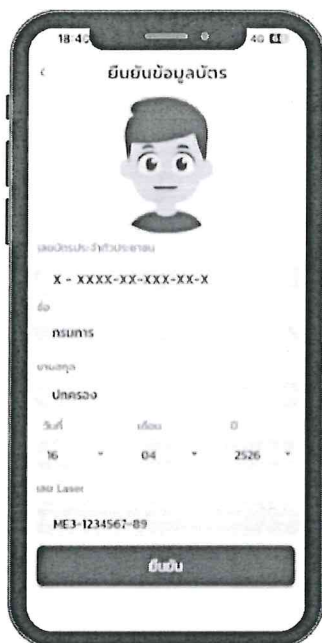 18:40 4G 61
ยืนยันข้อมูลบัตร
เลขบัตรประจำตัวประชาชน
X - XXXX-XX-XXX-XX-X
ชื่อ
กรมการ
นามสกุล
ปกครอง
วันที่ เดือน ปี
16 04 2526
เลข Laser
ME3-1234567-89
ยืนยัน